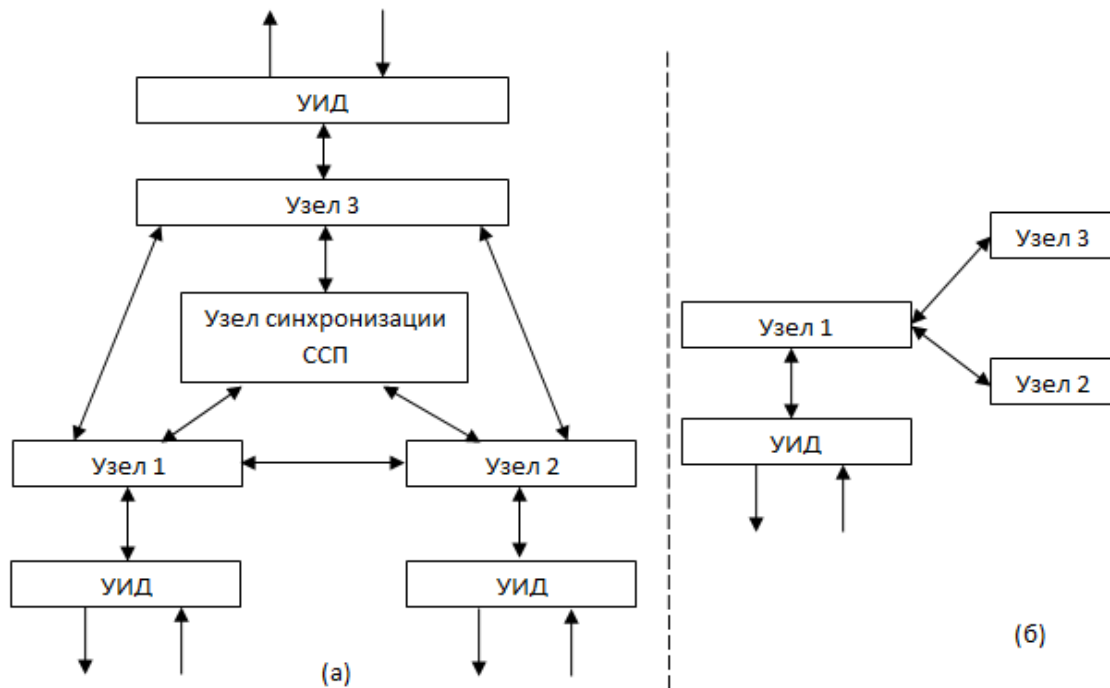 УИД
Узел 3
Узел синхронизации
ССП
Узел 1
Узел 2
УИД
УИД
(а)
Узел 3
Узел 1
Узел 2
УИД
(б)